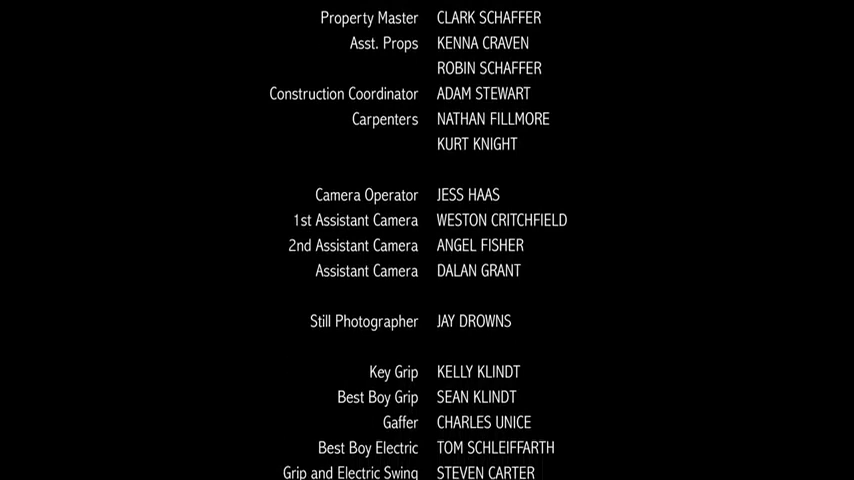 Property Master CLARK SCHAFFER
Asst. Props KENNA CRAVEN
ROBIN SCHAFFER
Construction Coordinator ADAM STEWART
Carpenters NATHAN FILLMORE
KURT KNIGHT
Camera Operator JESS HAAS
1st Assistant Camera WESTON CRITCHFIELD
2nd Assistant Camera ANGEL FISHER
Assistant Camera DALAN GRANT
Still Photographer JAY DROWNS
Key Grip KELLY KLINDT
Best Boy Grip SEAN KLINDT
Gaffer CHARLES UNICE
Best Boy Electric TOM SCHLEIFFARTH
Grip and Electric Swing STEVEN CARTER